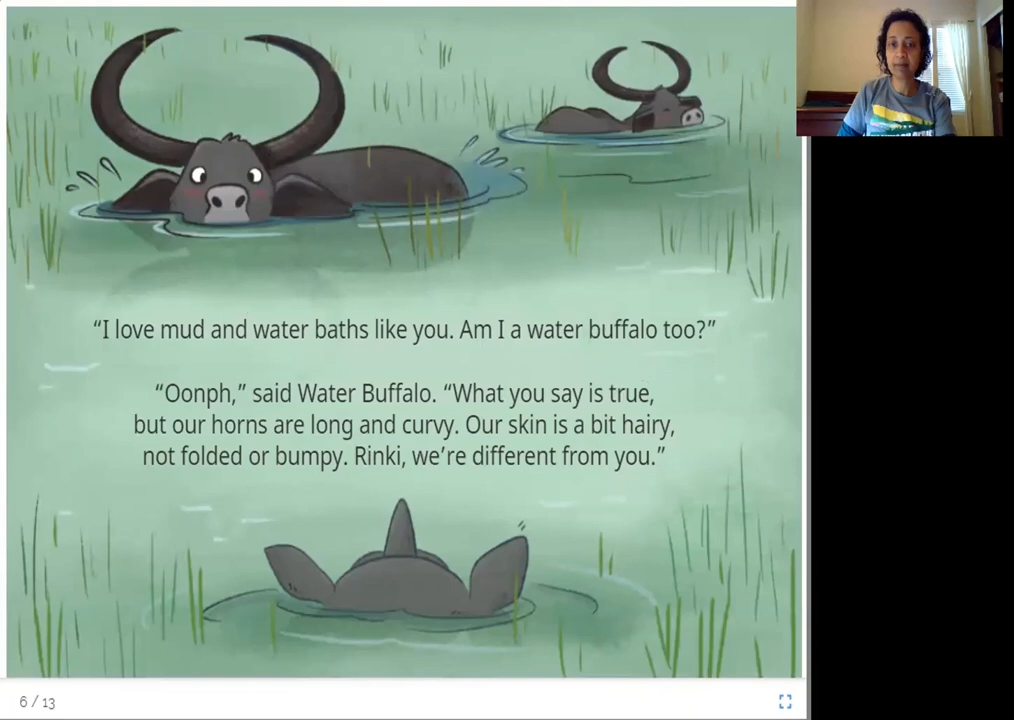 “I love mud and water baths like you. Am I a water buffalo too?”
“Oonph,” said Water Buffalo. “What you say is true,
but our horns are long and curvy. Our skin is a bit hairy,
not folded or bumpy. Rinki, we’re different from you.”
6 / 13